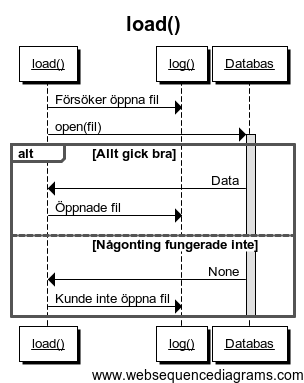 load()
load() log() Databas
Försöker öppna fil
open(fil)
alt [Allt gick bra]
Data
Öppnade fil
[Någonting fungerade inte]
None
Kunde inte öppna fil
load() log() Databas
www.websequencediagrams.com